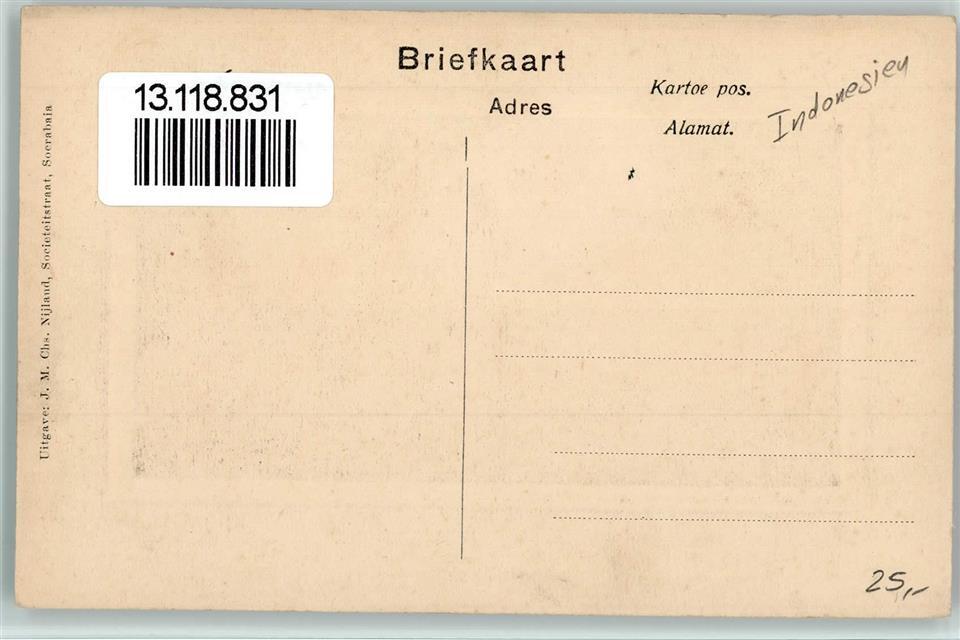 Briefkaart
Adres
Kartoe pos.
Alamat.
Indonesien
13.118.831
Uitgave: J. M. Chs. Nijland, Societeitstraat, Soerabaia
25,-